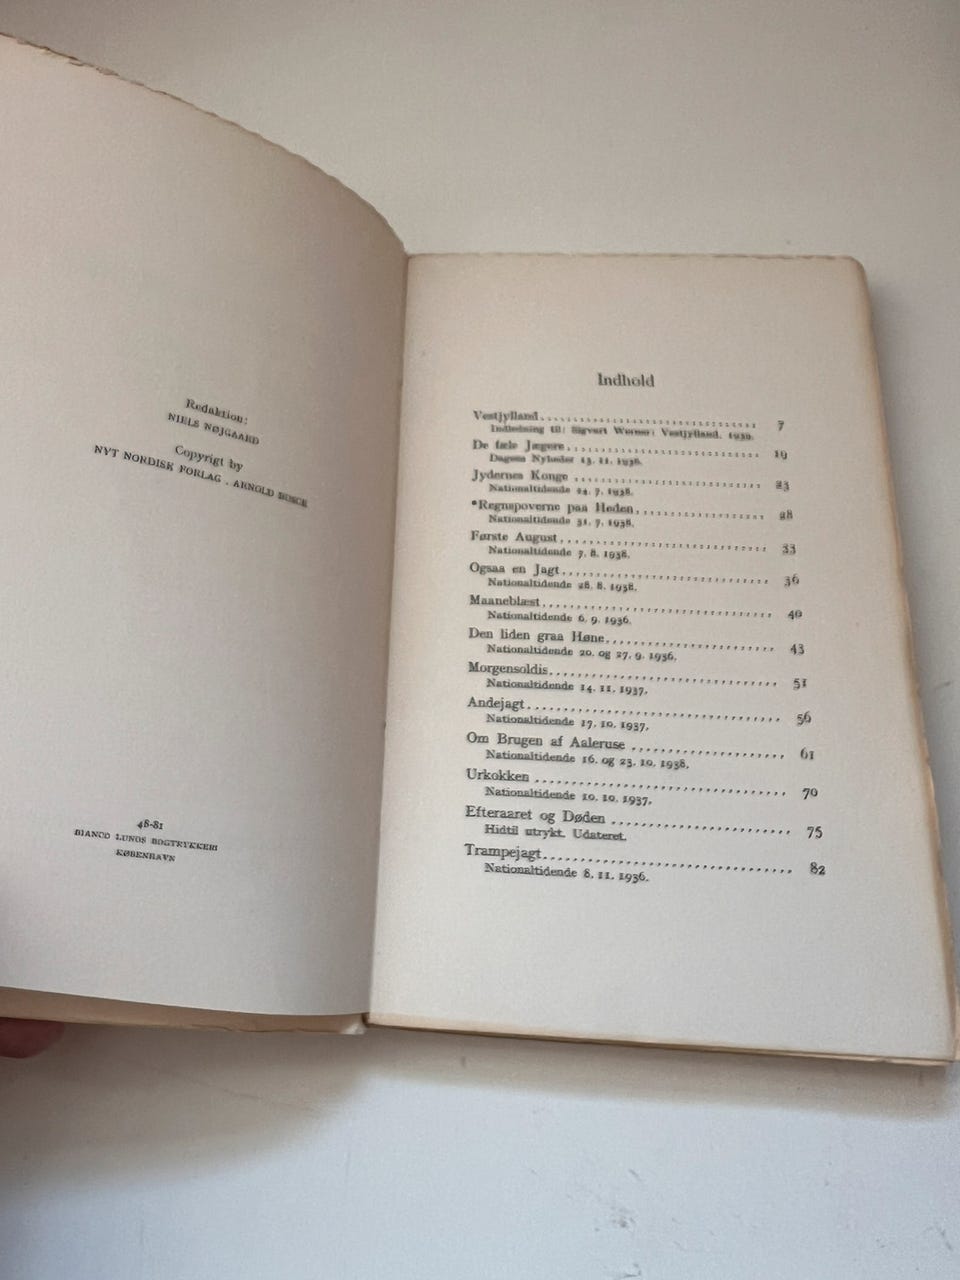 Redaktion:
NIELS NØJGAARD
Copyrigt by
NYT NORDISK FORLAG . ARNOLD BUSCK
48-81
BIANCO LUNOS BOGTRYKKERI
KØBENHAVN
Indhold
Vestjylland 7
Indledning til: Sigvart Werner: Vestjylland.
De fæle Jægere 19
Dagens Nyheder 13. 11. 1938.
Jydernes Konge 23
Nationaltidende 24. 7. 1938.
*Regnspoverne paa Heden 28
Nationaltidende 31. 7. 1938.
Første August 33
Nationaltidende 7. 8. 1938.
Ogsaa en Jagt 36
Nationaltidende 28. 8. 1938.
Maaneblæst 40
Nationaltidende 6. 9. 1936.
Den liden graa Høne 43
Nationaltidende 20. og 27. 9. 1936.
Morgensoldis 51
Nationaltidende 14. 11. 1937.
Andejagt 56
Nationaltidende 17. 10. 1937.
Om Brugen af Aaleruse 61
Nationaltidende 16. og 23. 10. 1938.
Urkokken 70
Nationaltidende 10. 10. 1937.
Efteraaret og Døden 75
Hidtil utrykt. Udateret.
Trampejagt 82
Nationaltidende 8. 11. 1936.